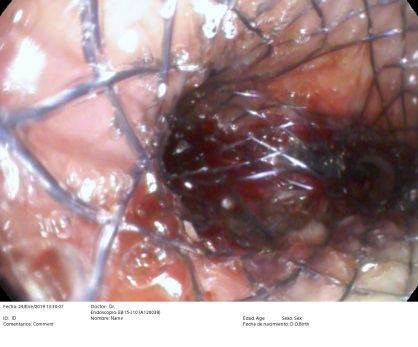 Fecha: 24/Ene/2019 10:30:07
Doctor: Dr.
Endoscopio: EB15-J10 (A120038)
ID: ID
Nombre: Name
Edad: Age
Sexo: Sex
Comentarios: Comment
Fecha de nacimiento: D.O.Birth